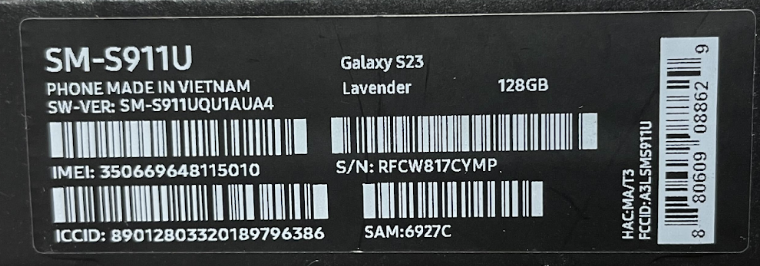 SM-S911U
PHONE MADE IN VIETNAM
SW-VER: SM-S911UQU1AUA4
Galaxy S23
Lavender 128GB
IMEI: 350669648115010
S/N: RFCW817CYMP
ICCID: 89012803320189796386
SAM:6927C
HAC:MA/T3
FCCID:A3LSMS911U
8 80609 08862 9